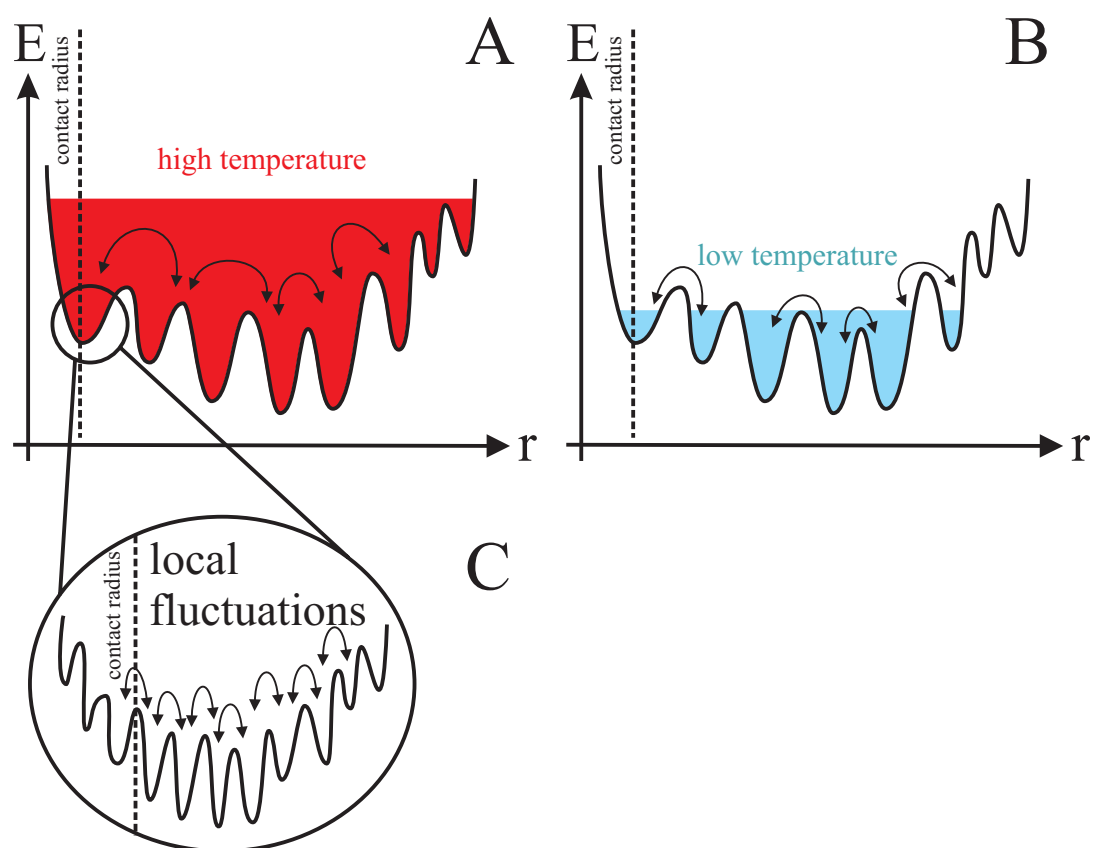 A
E
contact radius
high temperature
r
B
E
contact radius
low temperature
r
C
contact radius
local
fluctuations